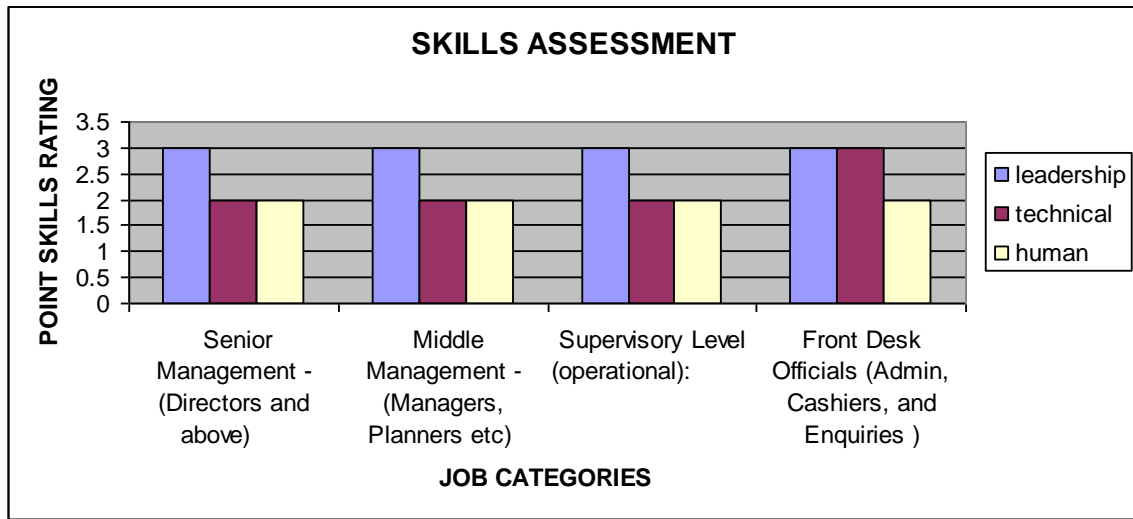 SKILLS ASSESSMENT
POINT SKILLS RATING
3.5
3
2.5
2
1.5
1
0.5
0
Senior
Management -
(Directors and
above)
Middle
Management -
(Managers,
Planners etc)
Supervisory Level
(operational):
Front Desk
Officials (Admin,
Cashiers, and
Enquiries )
JOB CATEGORIES
leadership
technical
human